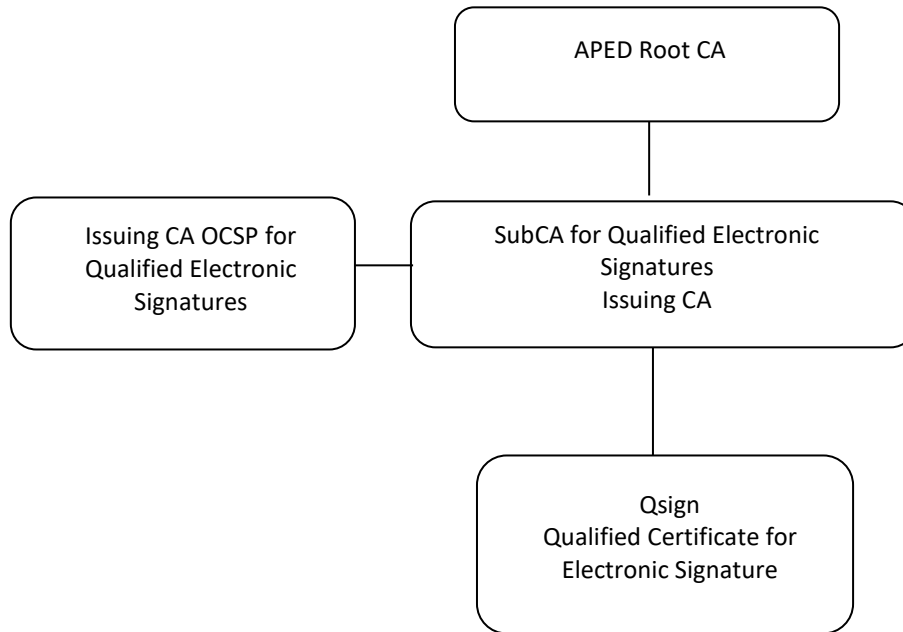 APED Root CA
Issuing CA OCSP for
Qualified Electronic
Signatures
SubCA for Qualified Electronic
Signatures
Issuing CA
Qsign
Qualified Certificate for
Electronic Signature